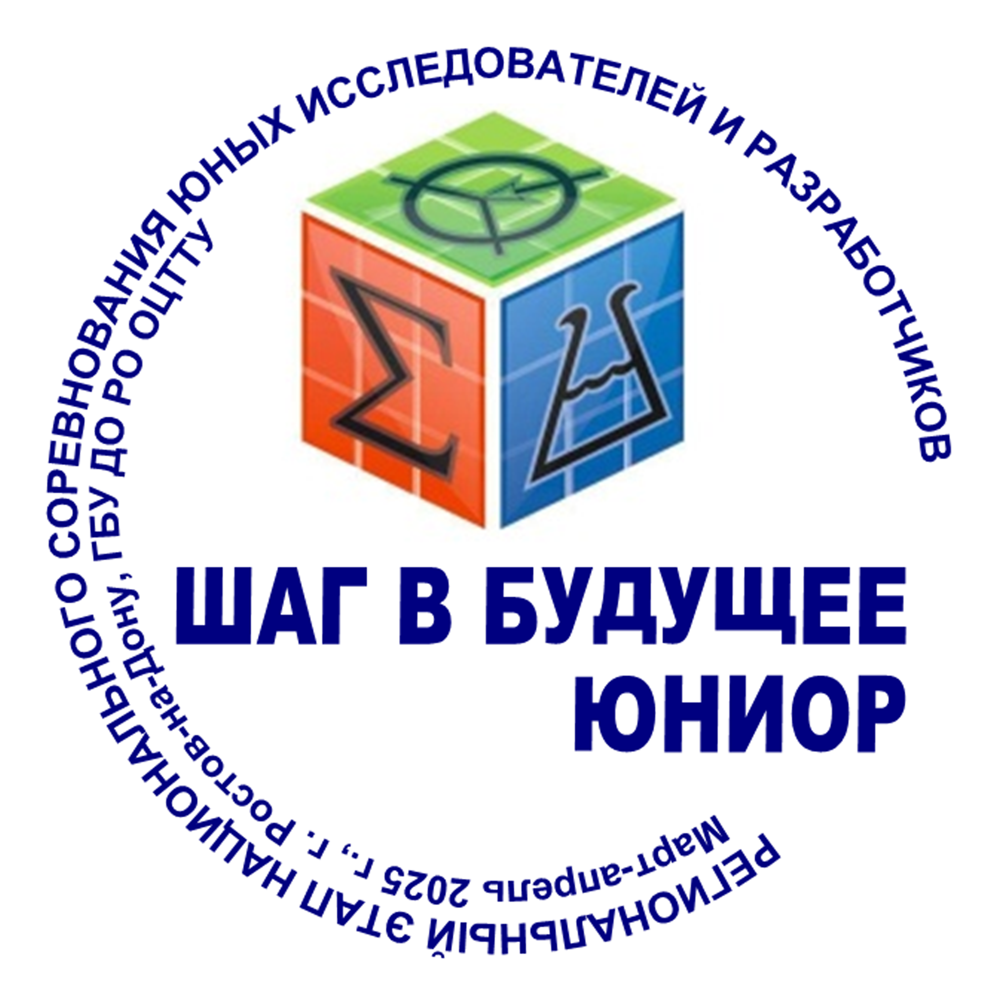 РЕГИОНАЛЬНЫЙ ЭТАП НАЦИОНАЛЬНОГО СОРЕВНОВАНИЯ ЮНЫХ ИССЛЕДОВАТЕЛЕЙ И РАЗРАБОТЧИКОВ
Март-апрель 2025 г., г. Ростов-на-Дону, ГБУ ДО РО ОЦТТУ
Σ
ШАГ В БУДУЩЕЕ
ЮНИОР